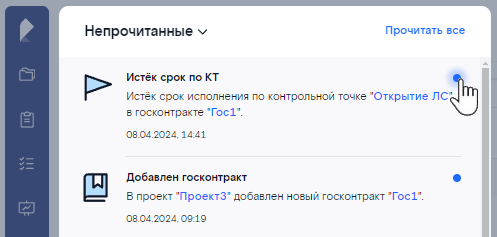 Непрочитанные
Прочитать все
Истёк срок по КТ
Истёк срок исполнения по контрольной точке "Открытие ЛС"
в госконтракте "Гос1".
08.04.2024, 14:41
Добавлен госконтракт
В проект "Проект3" добавлен новый госконтракт "Гос1".
08.04.2024, 09:19